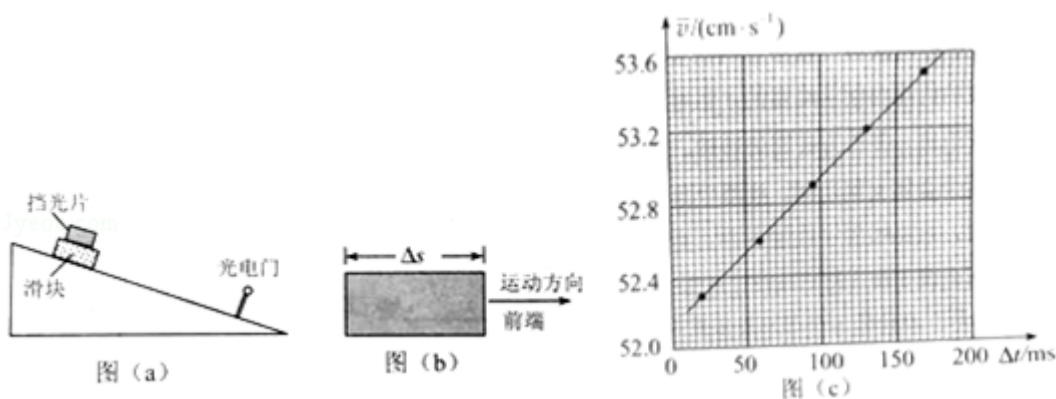 挡光片
滑块
光电门
图（a）
Δs
运动方向
前端
图（b）
v̄/(cm·s⁻¹)
53.6
53.2
52.8
52.4
52.0
0 50 100 150 200 Δt/ms
图（c）